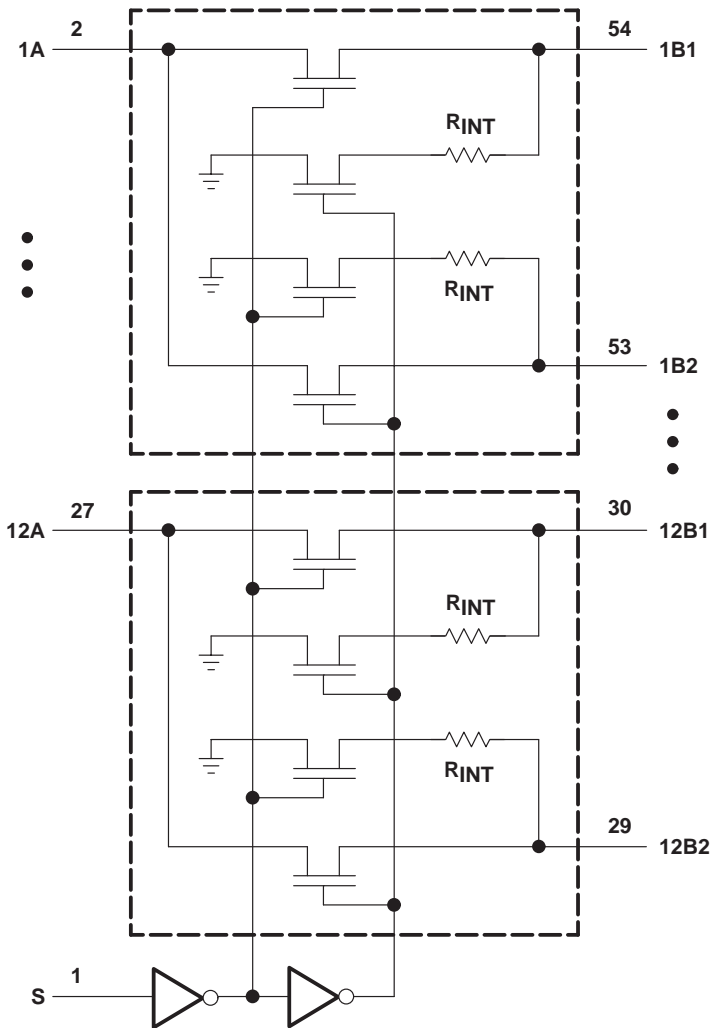 1A 2 54 1B1
RINT
RINT
53 1B2
12A 27 30 12B1
RINT
RINT
29 12B2
S 1